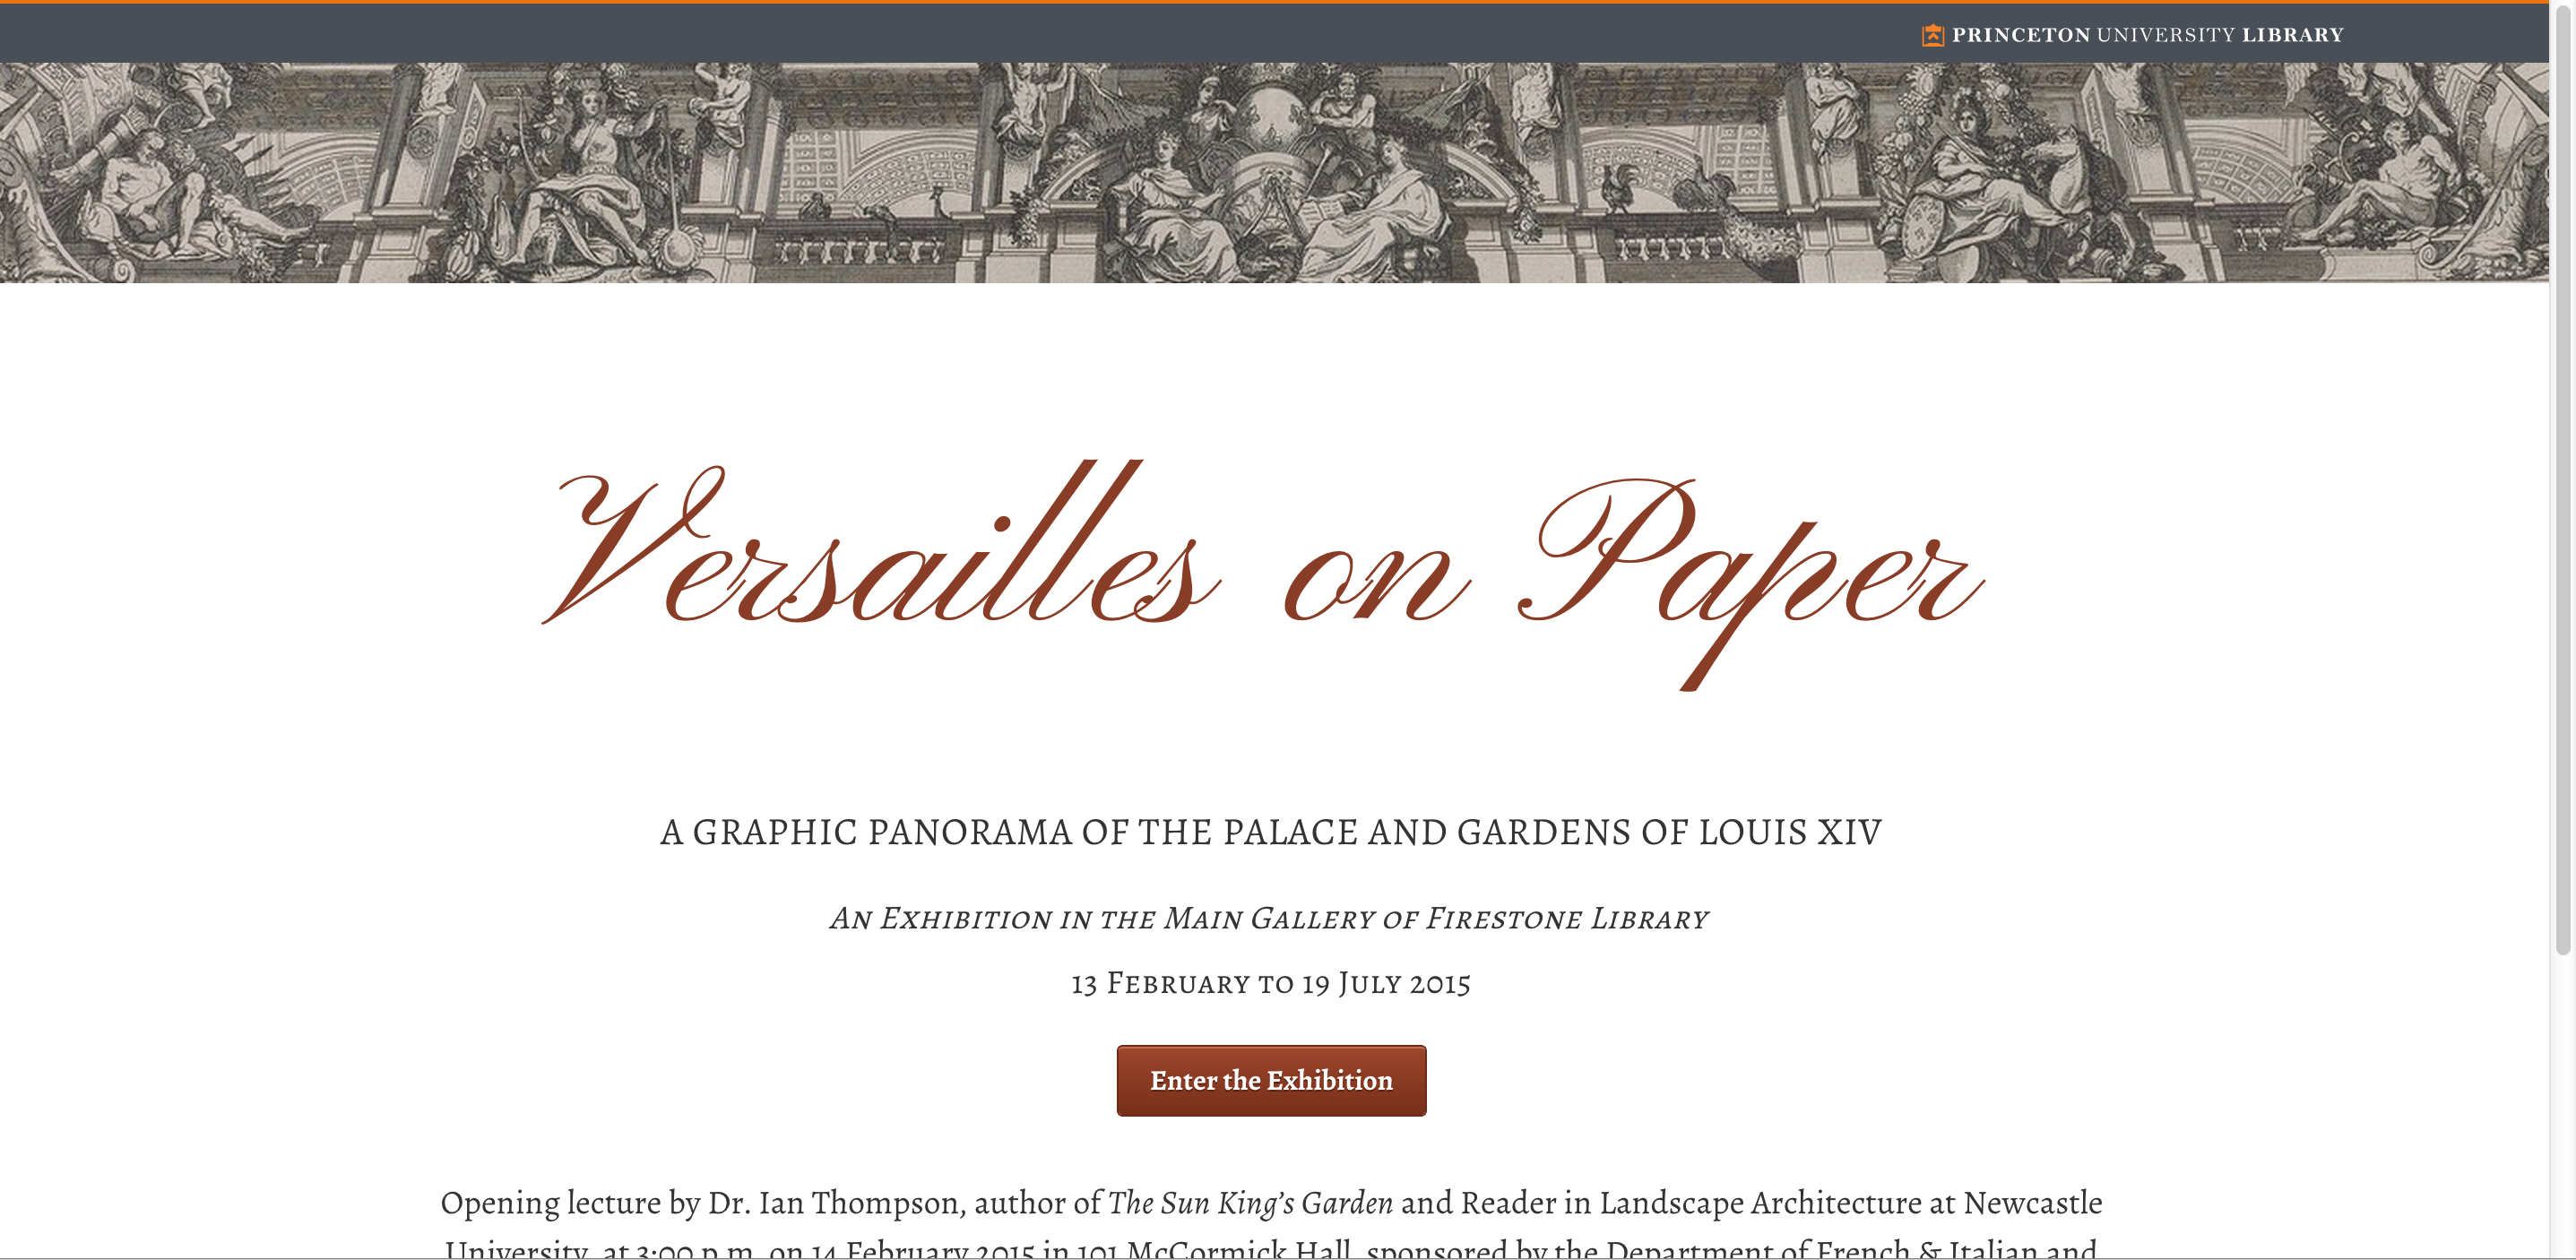 PRINCETON UNIVERSITY LIBRARY
Versailles on Paper
A GRAPHIC PANORAMA OF THE PALACE AND GARDENS OF LOUIS XIV
An Exhibition in the Main Gallery of Firestone Library
13 February to 19 July 2015
Enter the Exhibition
Opening lecture by Dr. Ian Thompson, author of The Sun King’s Garden and Reader in Landscape Architecture at Newcastle
University, at 3:00 p.m. on 14 February 2015 in 101 McCormick Hall, sponsored by the Department of French & Italian and